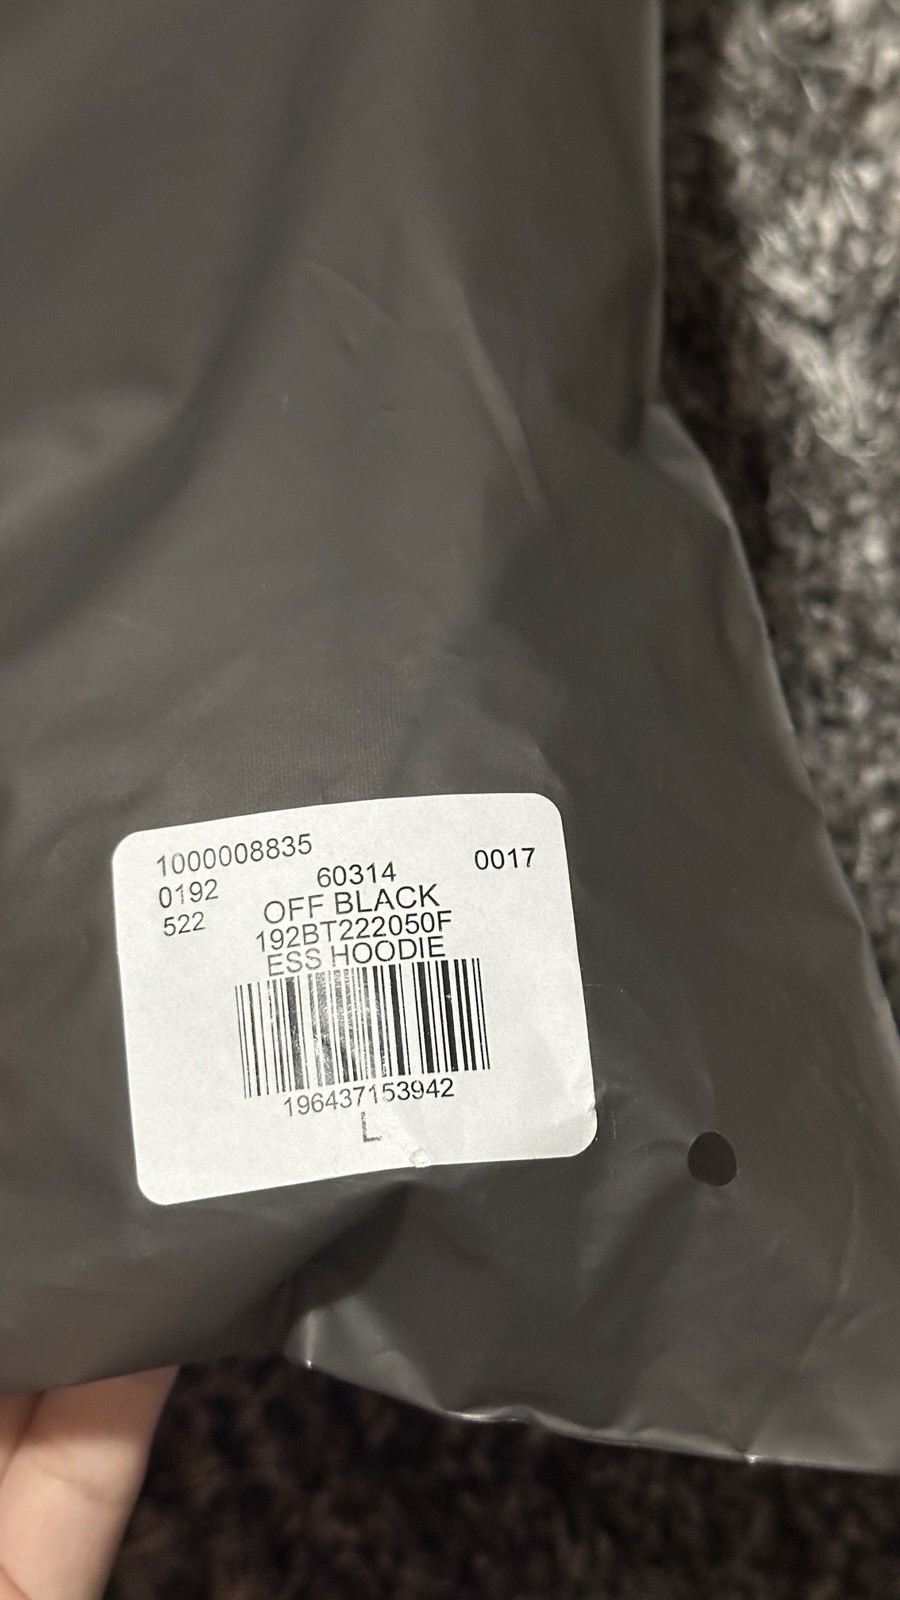 1000008835
60314 0017
0192
OFF BLACK
522
192BT222050F
ESS HOODIE
196437153942
L